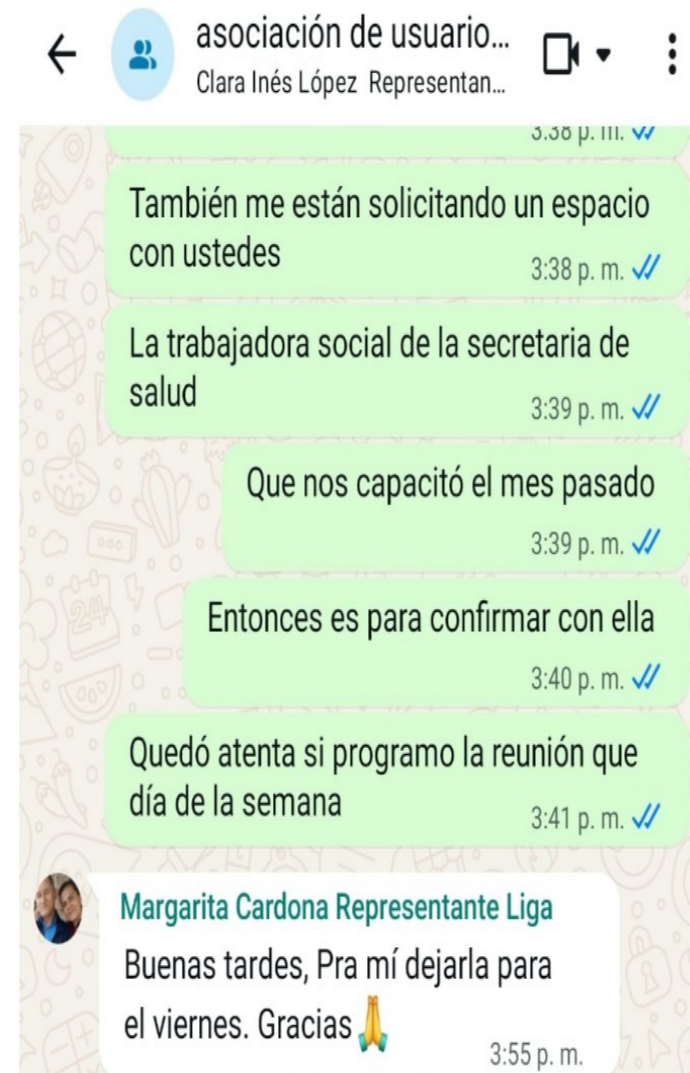 asociación de usuario...
Clara Inés López Representan...
3:38 p. m.
También me están solicitando un espacio
con ustedes
3:38 p. m.
La trabajadora social de la secretaria de
salud
3:39 p. m.
Que nos capacitó el mes pasado
3:39 p. m.
Entonces es para confirmar con ella
3:40 p. m.
Quedó atenta si programo la reunión que
día de la semana
3:41 p. m.
Margarita Cardona Representante Liga
Buenas tardes, Pra mí dejarla para
el viernes. Gracias🙏
3:55 p. m.